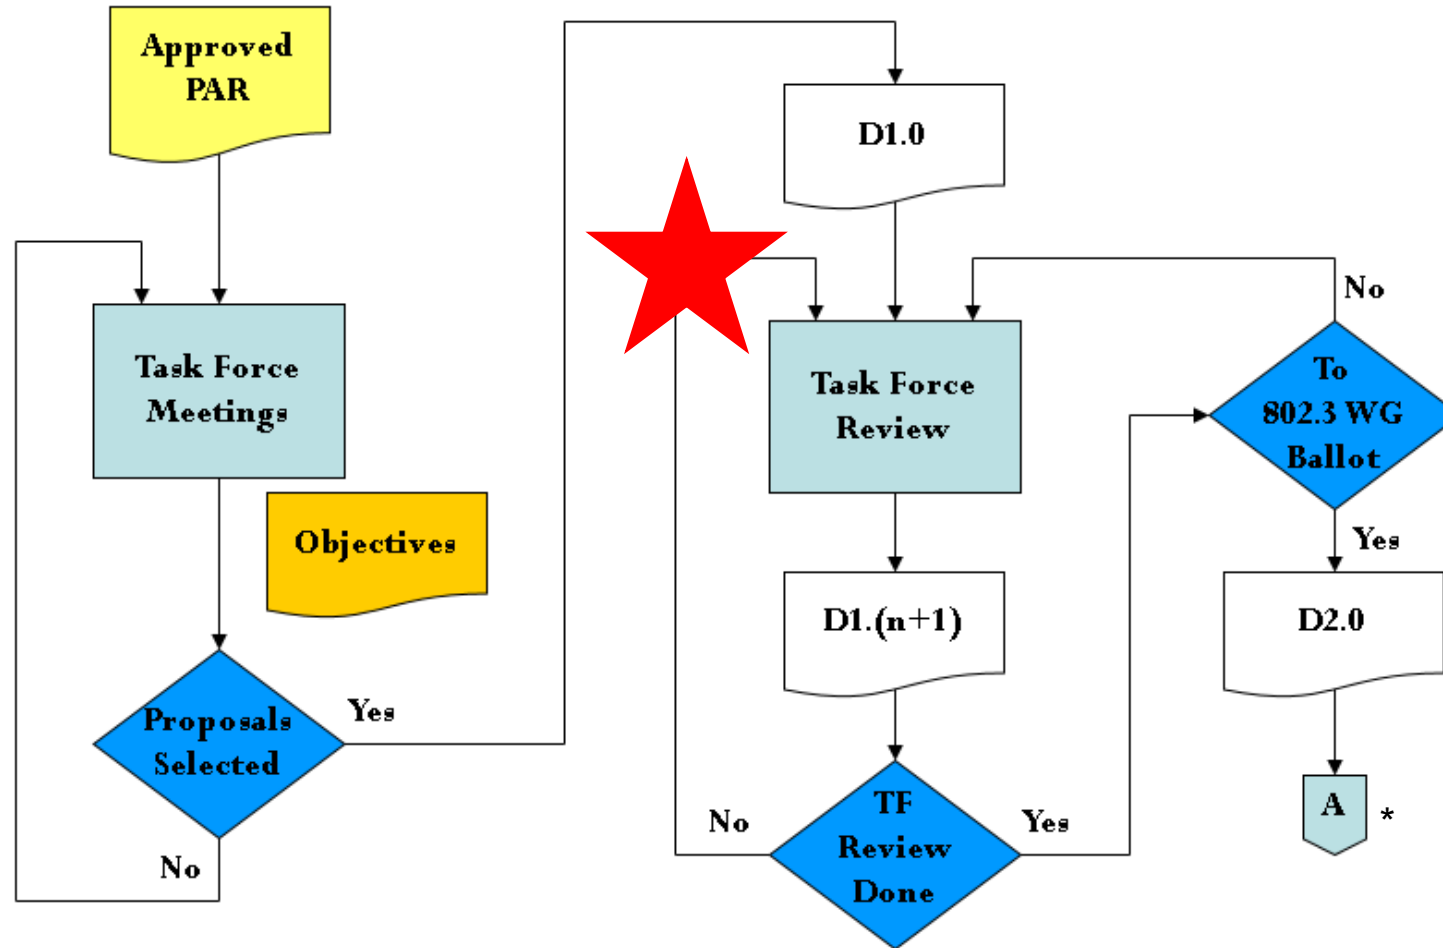 Approved
PAR
Task Force
Meetings
Objectives
Proposals
Selected
Yes
No
D1.0
Task Force
Review
D1.(n+1)
TF
Review
Done
No
Yes
To
802.3 WG
Ballot
No
Yes
D2.0
A *